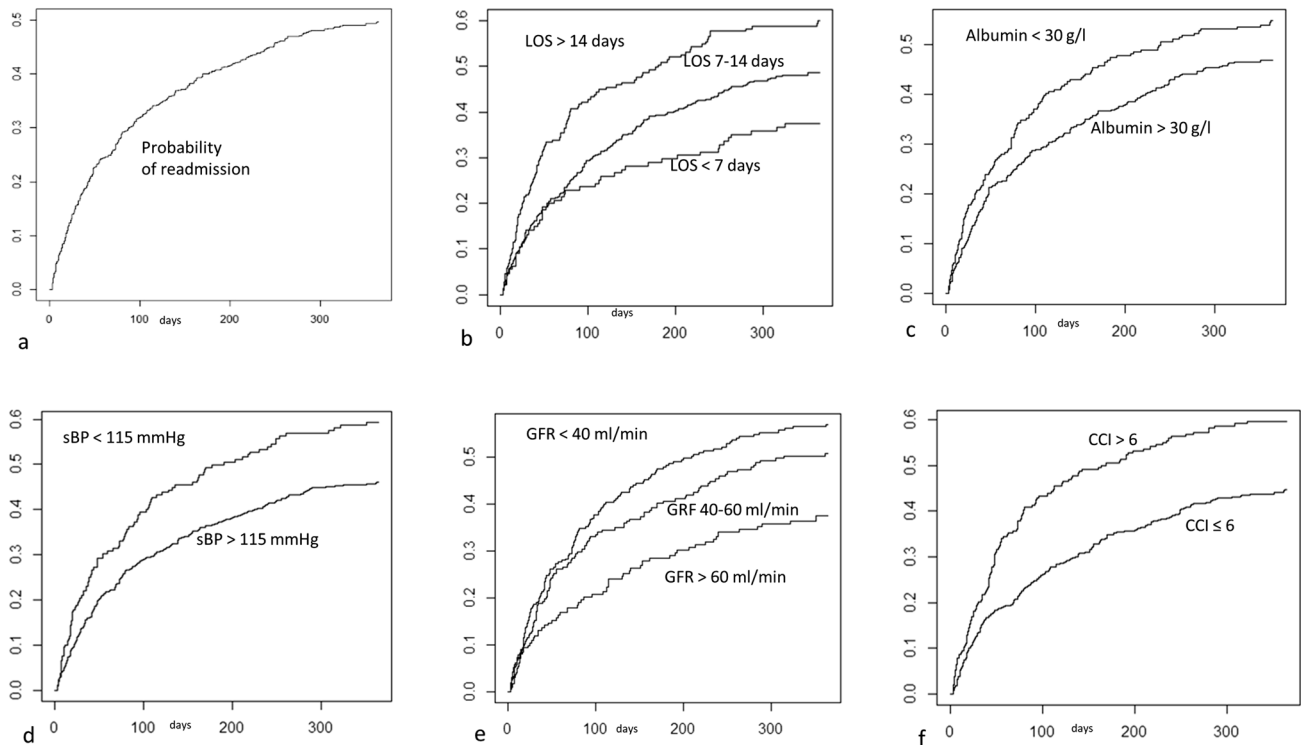 0.5
0.4
0.3
0.2
0.1
0.0
Probability
of readmission
0 100 200 300
days
a
0.6
0.5
0.4
0.3
0.2
0.1
0.0
LOS > 14 days
LOS 7-14 days
LOS < 7 days
0 100 200 300
days
b
0.5
0.4
0.3
0.2
0.1
0.0
Albumin < 30 g/l
Albumin > 30 g/l
0 100 200 300
days
c
0.6
0.5
0.4
0.3
0.2
0.1
0.0
sBP < 115 mmHg
sBP > 115 mmHg
0 100 200 300
days
d
0.5
0.4
0.3
0.2
0.1
0.0
GFR < 40 ml/min
GRF 40-60 ml/min
GFR > 60 ml/min
0 100 200 300
days
e
0.6
0.5
0.4
0.3
0.2
0.1
0.0
CCI > 6
CCI ≤ 6
0 100 200 300
days
f